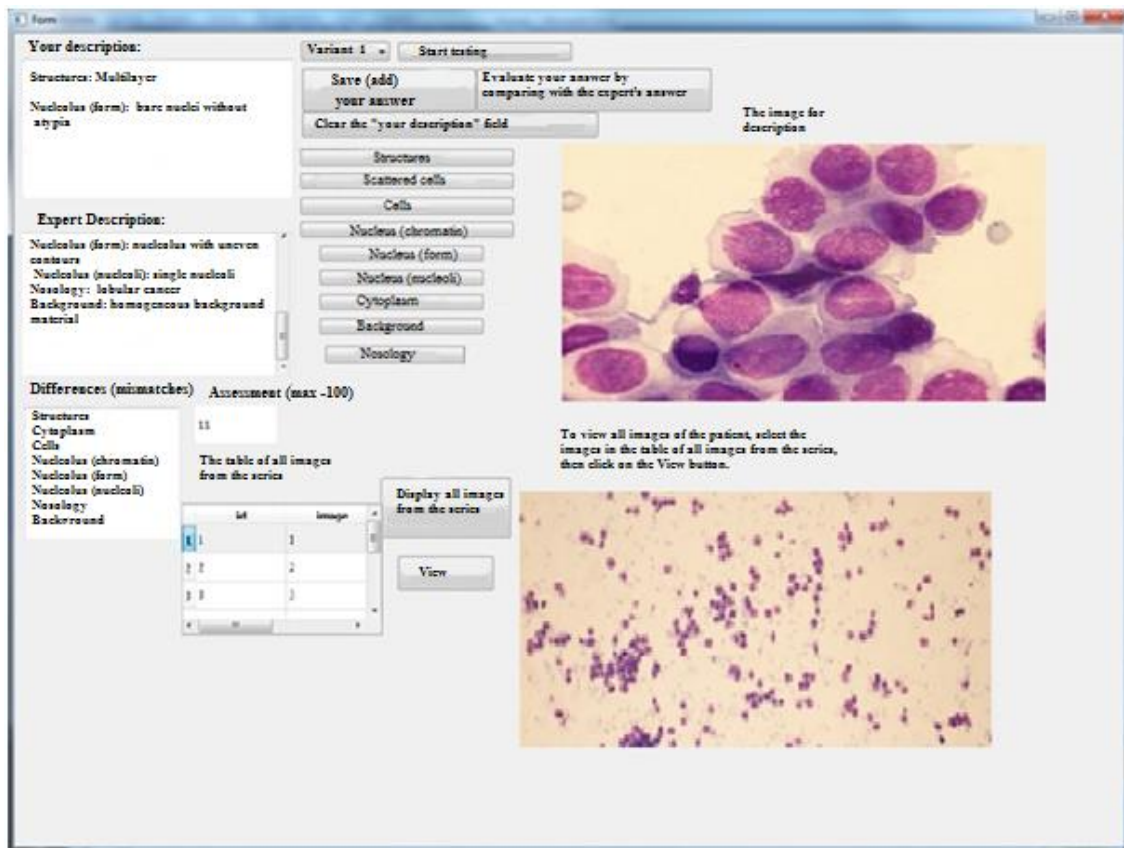 Form
Your description:
Structures: Multilayer
Nucleolus (form): bare nuclei without
atypia
Variant 1
Start testing
Save (add)
your answer
Evaluate your answer by
comparing with the expert's answer
Clear the "your description" field
Structures
Scattered cells
Cells
Nucleus (chromatin)
Nucleus (form)
Nucleus (nucleoli)
Cytoplasm
Background
Nosology
The image for
description
Expert Description:
Nucleolus (form): nucleolus with uneven
contours
Nucleolus (nucleoli): single nucleoli
Nosology: lobular cancer
Background: homogeneous background
material
Differences (mismatches)
Structures
Cytoplasm
Cells
Nucleolus (chromatin)
Nucleolus (form)
Nucleolus (nucleoli)
Nosology
Background
Assessment (max -100)
11
The table of all images
from the series
image
1 1
2 2 2
3 3
Display all images
from the series
View
To view all images of the patient, select the
images in the table of all images from the series,
then click on the View button.